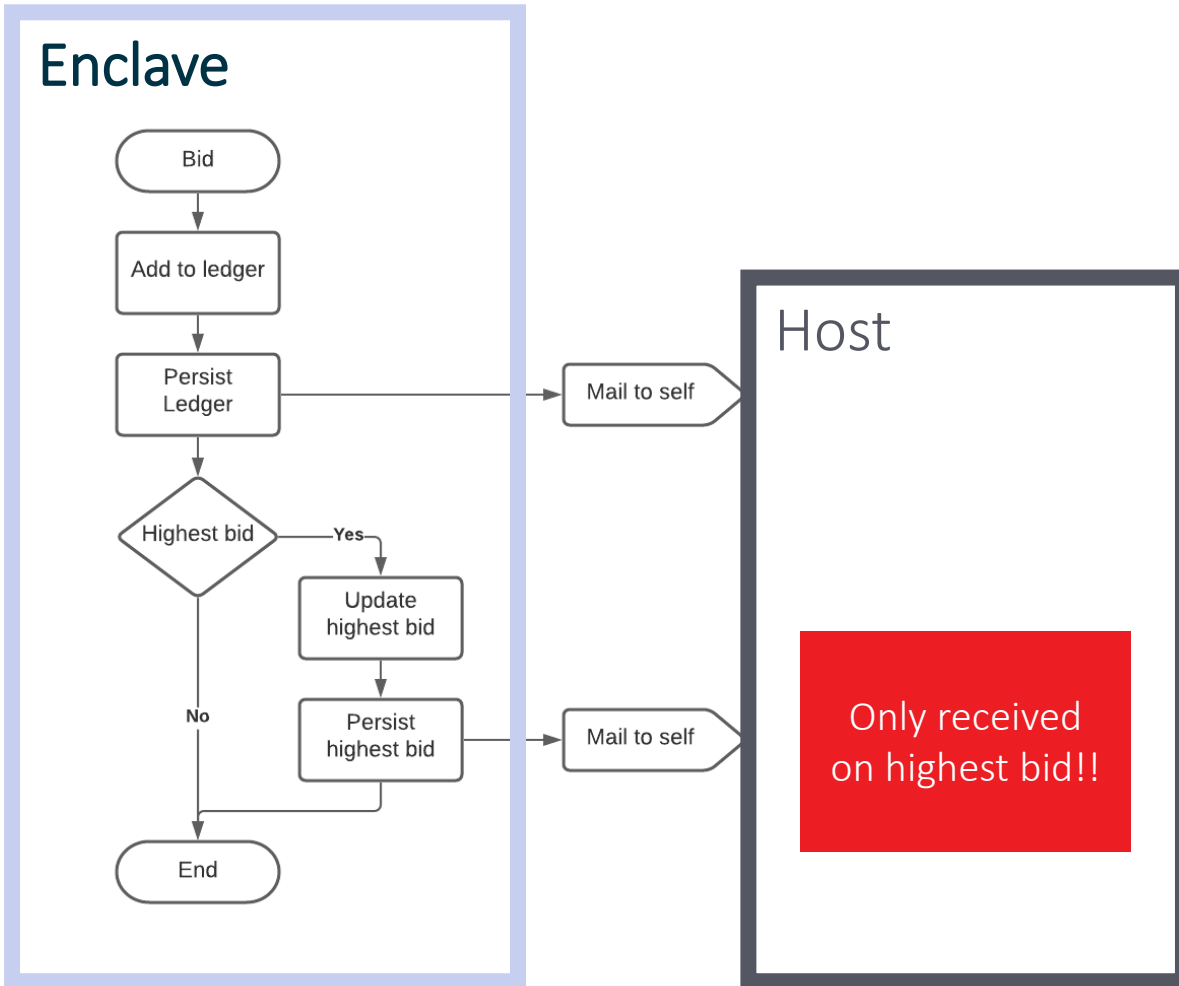 Enclave
Bid
Add to ledger
Persist
Ledger
Mail to self
Host
Highest bid
Yes
Update
highest bid
No
Persist
highest bid
Mail to self
Only received
on highest bid!!
End